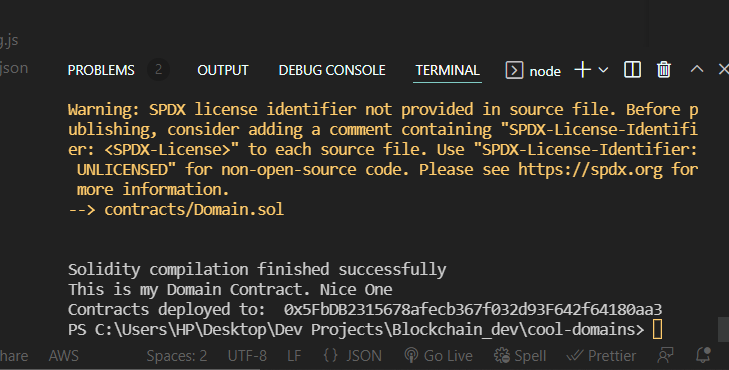 g.js
json
PROBLEMS 2 OUTPUT DEBUG CONSOLE TERMINAL node
Warning: SPDX license identifier not provided in source file. Before p
ublishing, consider adding a comment containing "SPDX-License-Identifi
er: <SPDX-License>" to each source file. Use "SPDX-License-Identifier:
 UNLICENSED" for non-open-source code. Please see https://spdx.org for
 more information.
--> contracts/Domain.sol
Solidity compilation finished successfully
This is my Domain Contract. Nice One
Contracts deployed to:  0x5FbDB2315678afecb367f032d93F642f64180aa3
PS C:\Users\HP\Desktop\Dev Projects\Blockchain_dev\cool-domains>
hare AWS Spaces: 2 UTF-8 LF {} JSON Go Live Spell Prettier